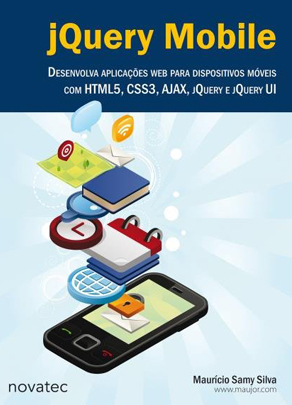 jQuery Mobile
DESENVOLVA APLICAÇÕES WEB PARA DISPOSITIVOS MÓVEIS
COM HTML5, CSS3, AJAX, JQUERY E JQUERY UI
novatec
Maurício Samy Silva
www.maujor.com